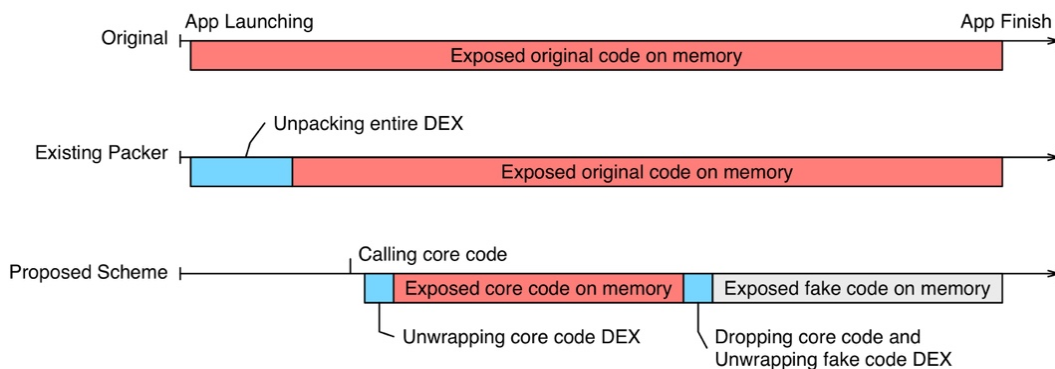 App Launching
App Finish
Original
Exposed original code on memory
Unpacking entire DEX
Existing Packer
Exposed original code on memory
Calling core code
Proposed Scheme
Exposed core code on memory
Exposed fake code on memory
Unwrapping core code DEX
Dropping core code and
Unwrapping fake code DEX